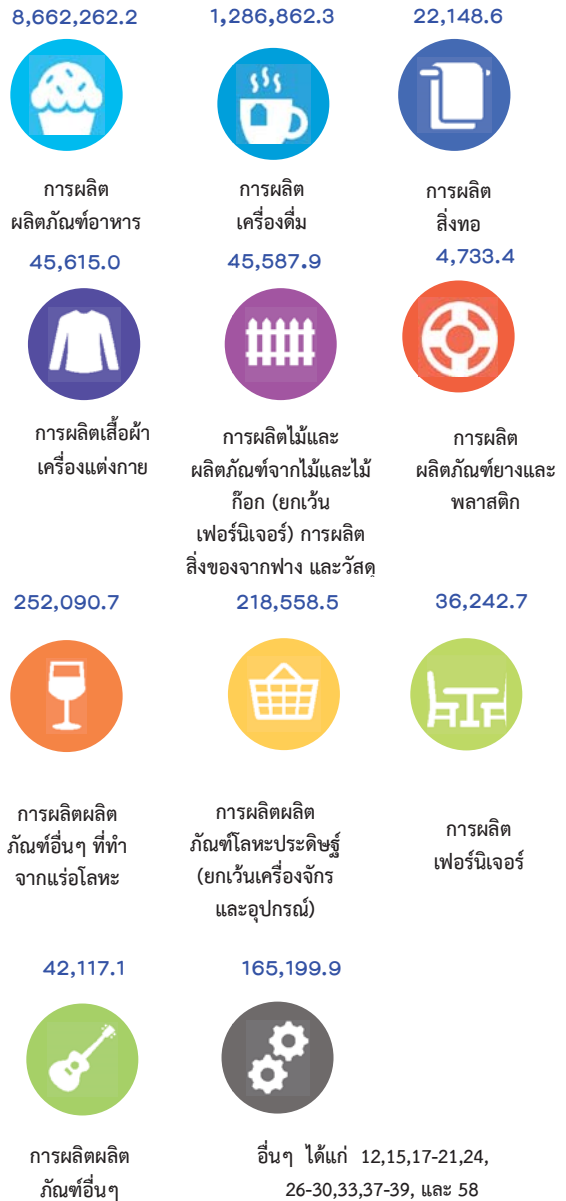 8,662,262.2
1,286,862.3
22,148.6
การผลิต
ผลิตภัณฑ์อาหาร
การผลิต
เครื่องดื่ม
การผลิต
สิ่งทอ
45,615.0
45,587.9
4,733.4
การผลิตเสื้อผ้า
เครื่องแต่งกาย
การผลิตไม้และ
ผลิตภัณฑ์จากไม้และไม้
ก๊อก (ยกเว้น
เฟอร์นิเจอร์) การผลิต
สิ่งของจากฟาง และวัสดุ
การผลิต
ผลิตภัณฑ์ยางและ
พลาสติก
252,090.7
218,558.5
36,242.7
การผลิตผลิต
ภัณฑ์อื่นๆ ที่ทำ
จากแร่อโลหะ
การผลิตผลิต
ภัณฑ์โลหะประดิษฐ์
(ยกเว้นเครื่องจักร
และอุปกรณ์)
การผลิต
เฟอร์นิเจอร์
42,117.1
165,199.9
การผลิตผลิต
ภัณฑ์อื่นๆ
อื่นๆ ได้แก่ 12,15,17-21,24,
26-30,33,37-39, และ 58